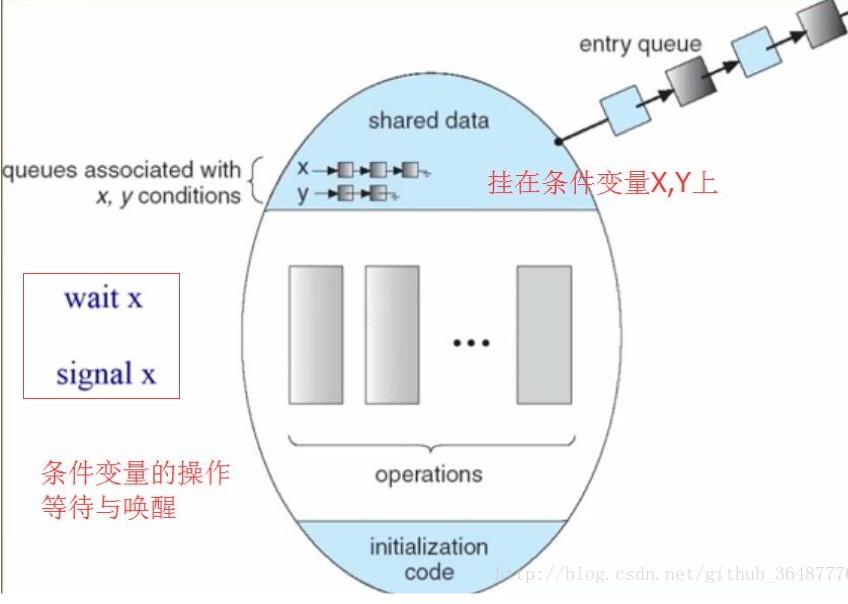 entry queue
shared data
queues associated with
x, y conditions
x
y
挂在条件变量X,Y上
wait x
signal x
...
operations
条件变量的操作
等待与唤醒
initialization
code
http://blog.csdn.net/github_36487770